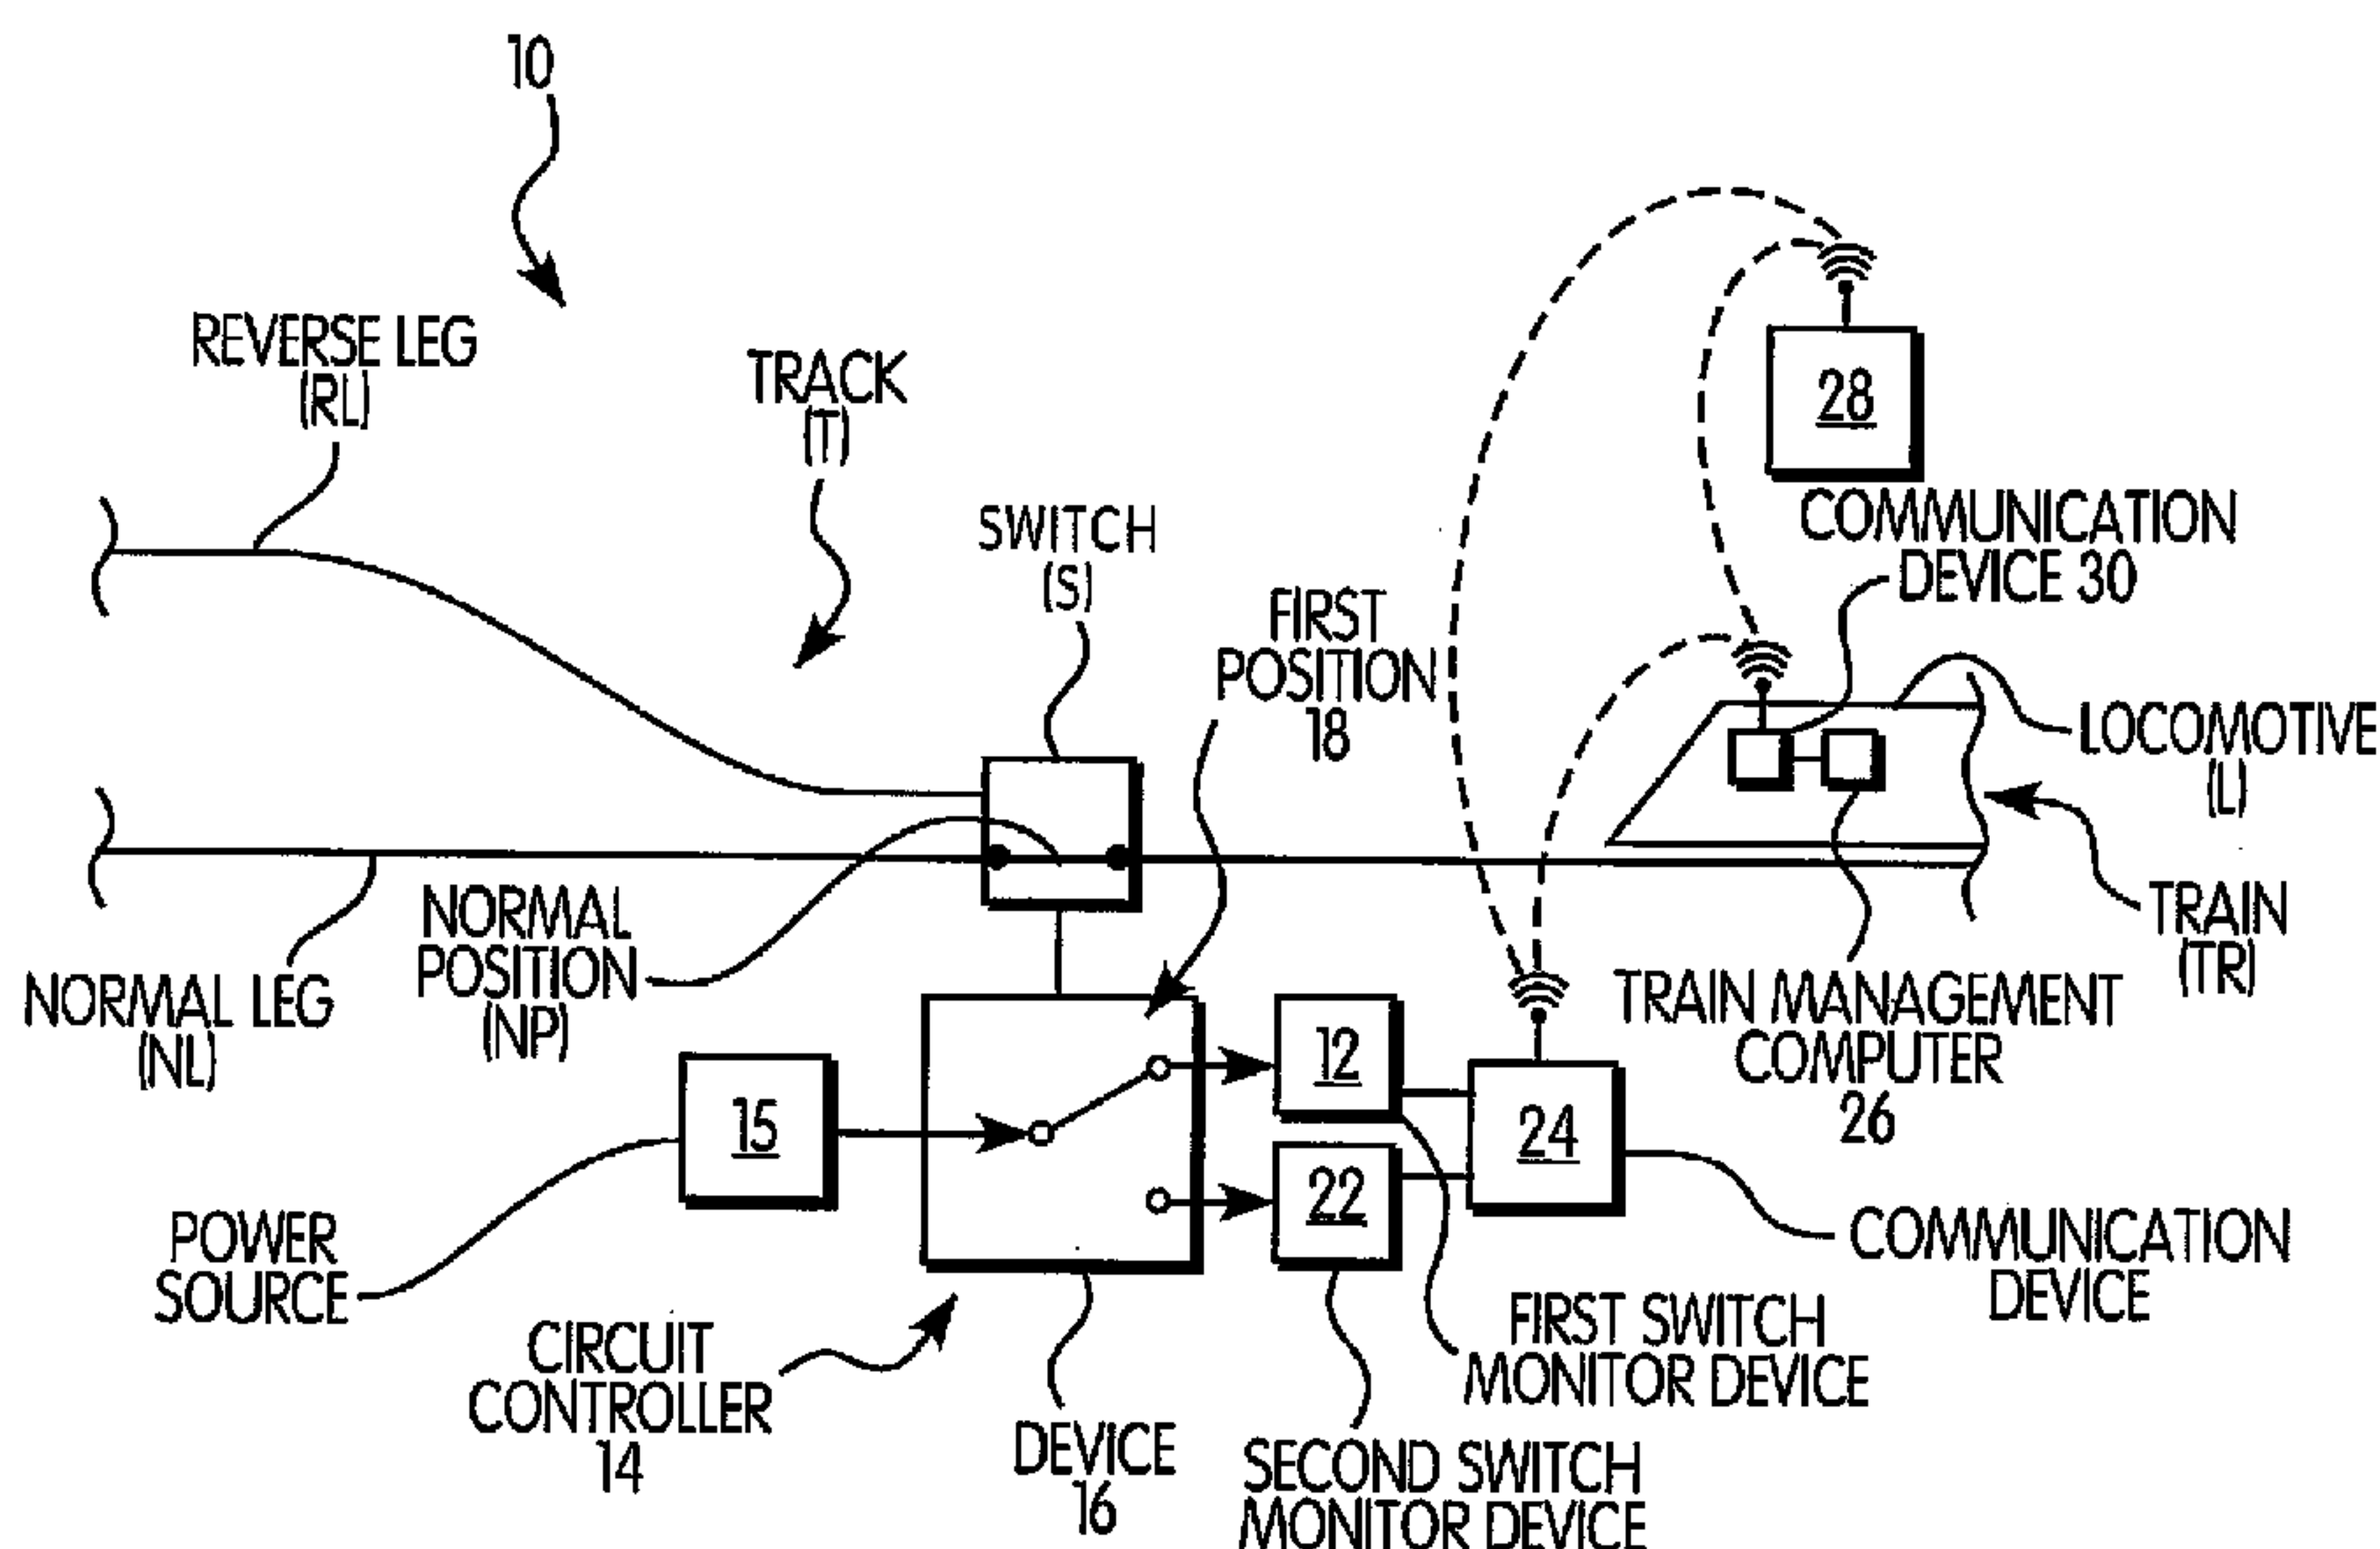 10
REVERSE LEG
(RL)
TRACK
(T)
SWITCH
(S)
FIRST
POSITION
18
28
COMMUNICATION
DEVICE 30
LOCOMOTIVE
(L)
TRAIN
(TR)
NORMAL LEG
(NL)
NORMAL
POSITION
(NP)
TRAIN MANAGEMENT
COMPUTER
26
15
12
22
24
POWER
SOURCE
CIRCUIT
CONTROLLER
14
DEVICE
16
SECOND SWITCH
MONITOR DEVICE
FIRST SWITCH
MONITOR DEVICE
COMMUNICATION
DEVICE